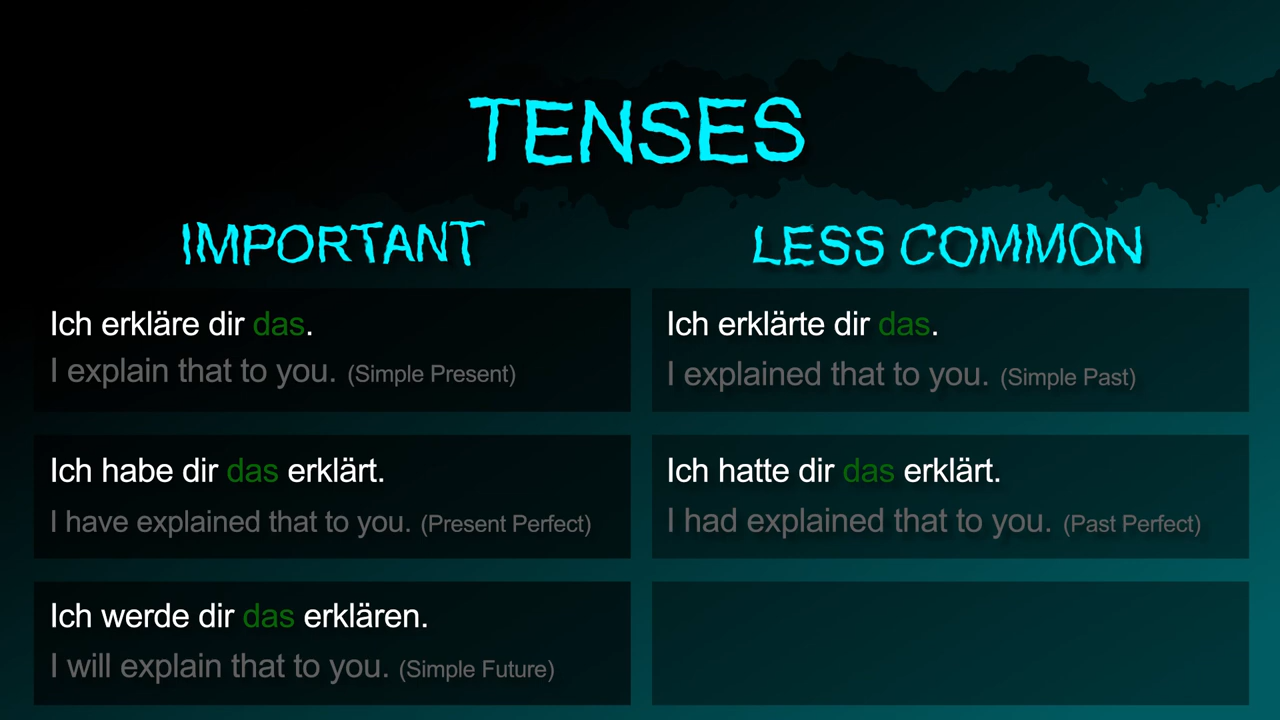 TENSES
IMPORTANT
Ich erkläre dir das.
I explain that to you. (Simple Present)
Ich habe dir das erklärt.
I have explained that to you. (Present Perfect)
Ich werde dir das erklären.
I will explain that to you. (Simple Future)
LESS COMMON
Ich erklärte dir das.
I explained that to you. (Simple Past)
Ich hatte dir das erklärt.
I had explained that to you. (Past Perfect)